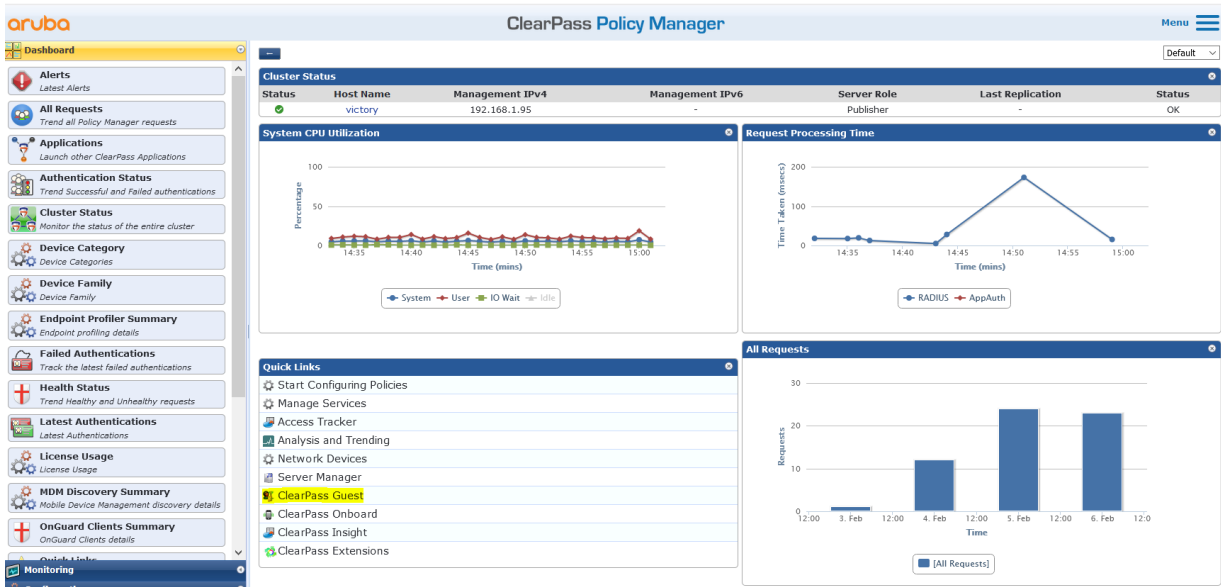 aruba
ClearPass Policy Manager
Menu
Dashboard
Default
Alerts
Latest Alerts
All Requests
Trend all Policy Manager requests
Applications
Launch other ClearPass Applications
Authentication Status
Trend Successful and Failed authentications
Cluster Status
Monitor the status of the entire cluster
Device Category
Device Categories
Device Family
Device Family
Endpoint Profiler Summary
Endpoint profiling details
Failed Authentications
Track the latest failed authentications
Health Status
Trend Healthy and Unhealthy requests
Latest Authentications
Latest Authentications
License Usage
License Usage
MDM Discovery Summary
Mobile Device Management discovery details
OnGuard Clients Summary
OnGuard Clients details
Quick Links
Monitoring
Cluster Status
Status Host Name Management IPv4 Management IPv6 Server Role Last Replication Status
victory 192.168.1.95 - Publisher - OK
System CPU Utilization
100
50
0
Percentage
14:35 14:40 14:45 14:50 14:55 15:00
Time (mins)
System User IO Wait Idle
Request Processing Time
200
100
0
Time Taken (msecs)
14:35 14:40 14:45 14:50 14:55 15:00
Time (mins)
RADIUS AppAuth
Quick Links
Start Configuring Policies
Manage Services
Access Tracker
Analysis and Trending
Network Devices
Server Manager
ClearPass Guest
ClearPass Onboard
ClearPass Insight
ClearPass Extensions
All Requests
30
20
10
0
Requests
12:00 3. Feb 12:00 4. Feb 12:00 5. Feb 12:00 6. Feb 12:0
Time
[All Requests]